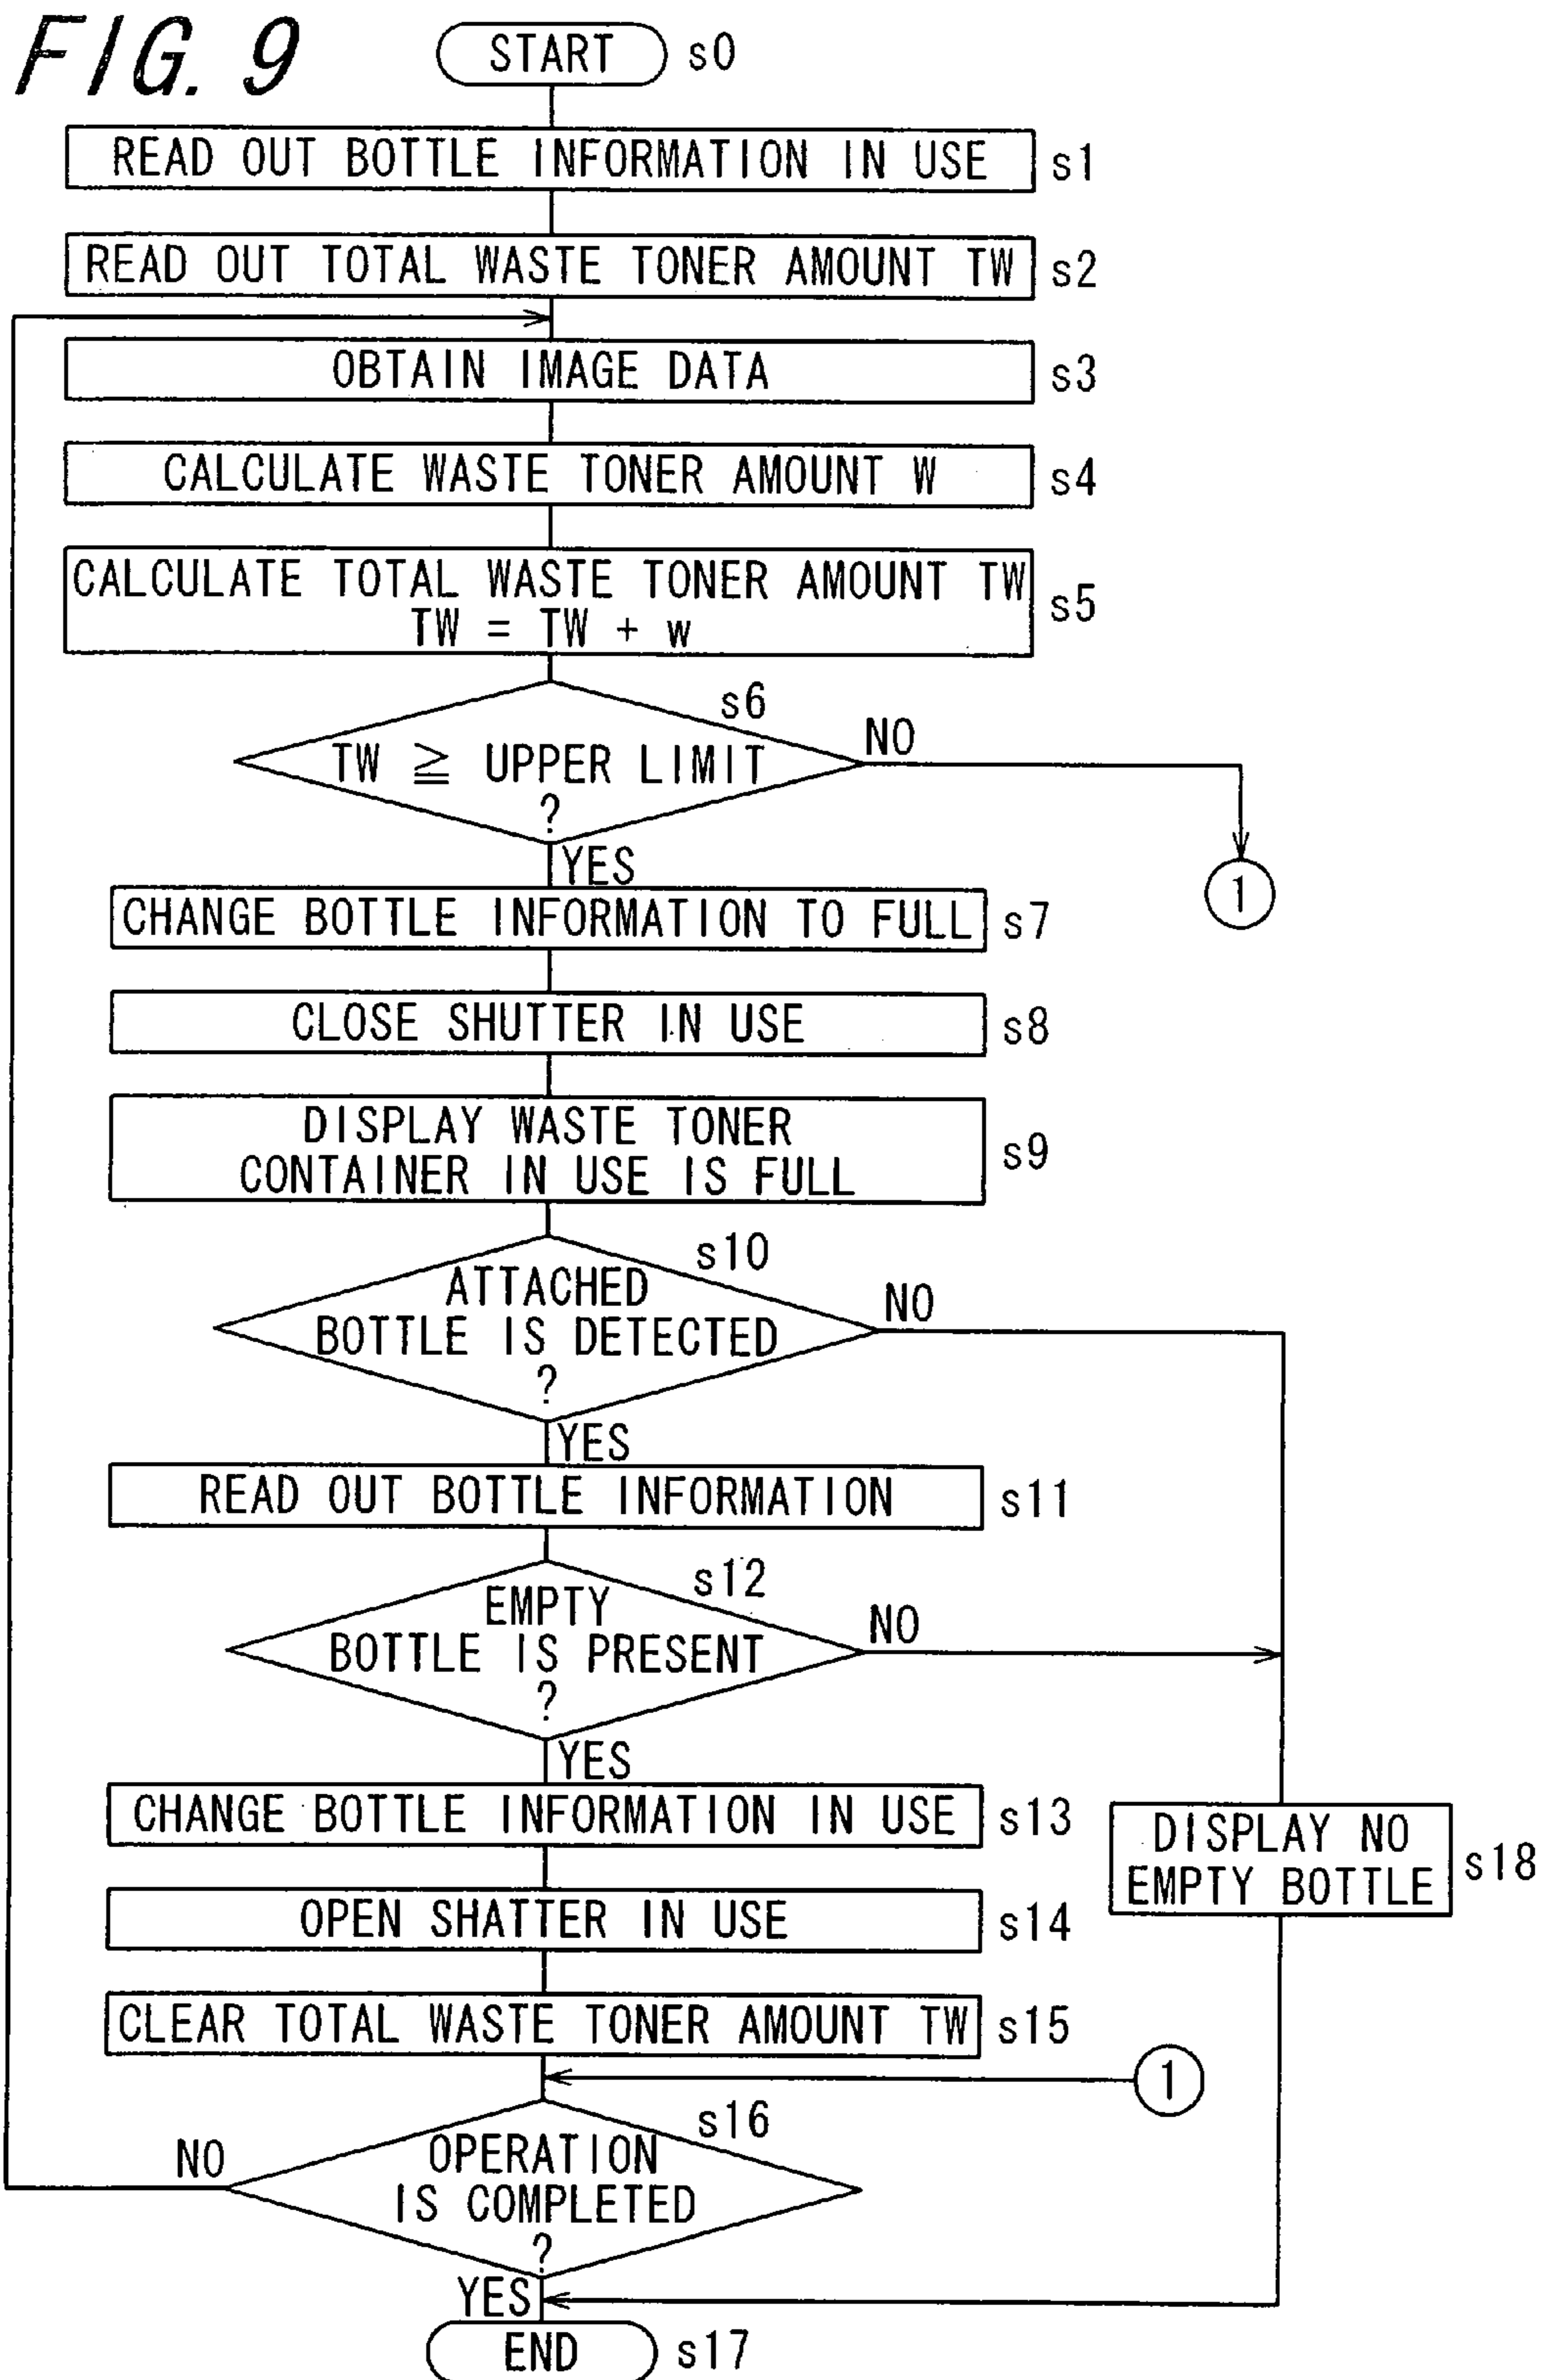 FIG. 9
START s0
READ OUT BOTTLE INFORMATION IN USE s1
READ OUT TOTAL WASTE TONER AMOUNT TW s2
OBTAIN IMAGE DATA s3
CALCULATE WASTE TONER AMOUNT W s4
CALCULATE TOTAL WASTE TONER AMOUNT TW
TW = TW + w
s5
s6
TW ≧ UPPER LIMIT
?
NO
1
YES
CHANGE BOTTLE INFORMATION TO FULL s7
CLOSE SHUTTER IN USE s8
DISPLAY WASTE TONER
CONTAINER IN USE IS FULL
s9
s10
ATTACHED
BOTTLE IS DETECTED
?
NO
YES
READ OUT BOTTLE INFORMATION s11
s12
EMPTY
BOTTLE IS PRESENT
?
NO
YES
CHANGE BOTTLE INFORMATION IN USE s13
DISPLAY NO
EMPTY BOTTLE
s18
OPEN SHATTER IN USE s14
CLEAR TOTAL WASTE TONER AMOUNT TW s15
1
s16
OPERATION
IS COMPLETED
?
NO
YES
END s17